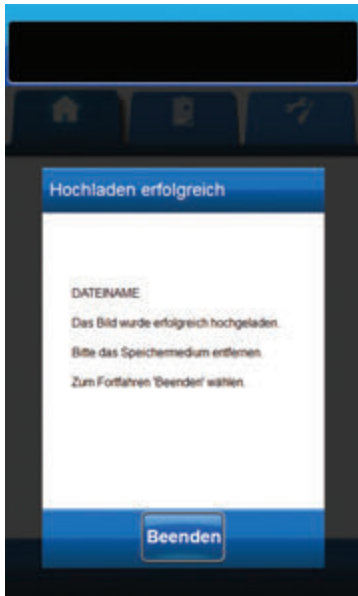 Hochladen erfolgreich
DATEINAME
Das Bild wurde erfolgreich hochgeladen.
Bitte das Speichermedium entfernen.
Zum Fortfahren 'Beenden' wählen.
Beenden